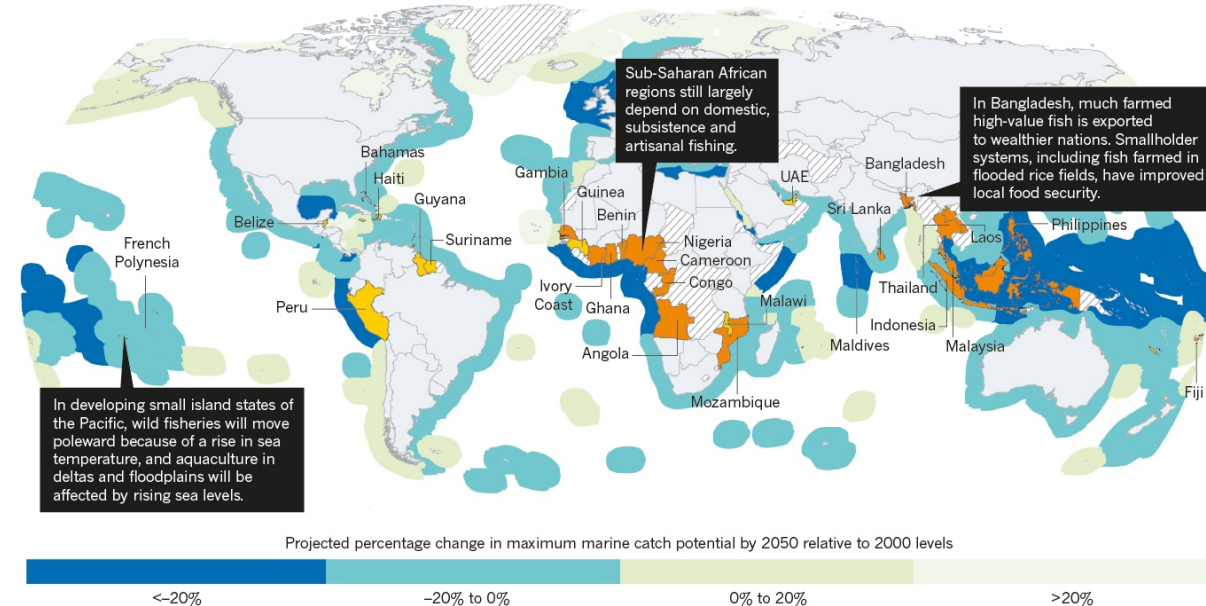 Sub-Saharan African
regions still largely
depend on domestic,
subsistence and
artisanal fishing.
In Bangladesh, much farmed
high-value fish is exported
to wealthier nations. Smallholder
systems, including fish farmed in
flooded rice fields, have improved
local food security.
Bahamas
Haiti
Guyana
Belize
Suriname
French
Polynesia
Peru
Gambia
Guinea
Benin
Nigeria
Cameroon
Congo
Ivory
Coast
Ghana
Malawi
Angola
Mozambique
UAE
Bangladesh
Sri Lanka
Philippines
Laos
Thailand
Indonesia
Maldives
Malaysia
Fiji
In developing small island states of
the Pacific, wild fisheries will move
poleward because of a rise in sea
temperature, and aquaculture in
deltas and floodplains will be
affected by rising sea levels.
Projected percentage change in maximum marine catch potential by 2050 relative to 2000 levels
<–20%
–20% to 0%
0% to 20%
>20%